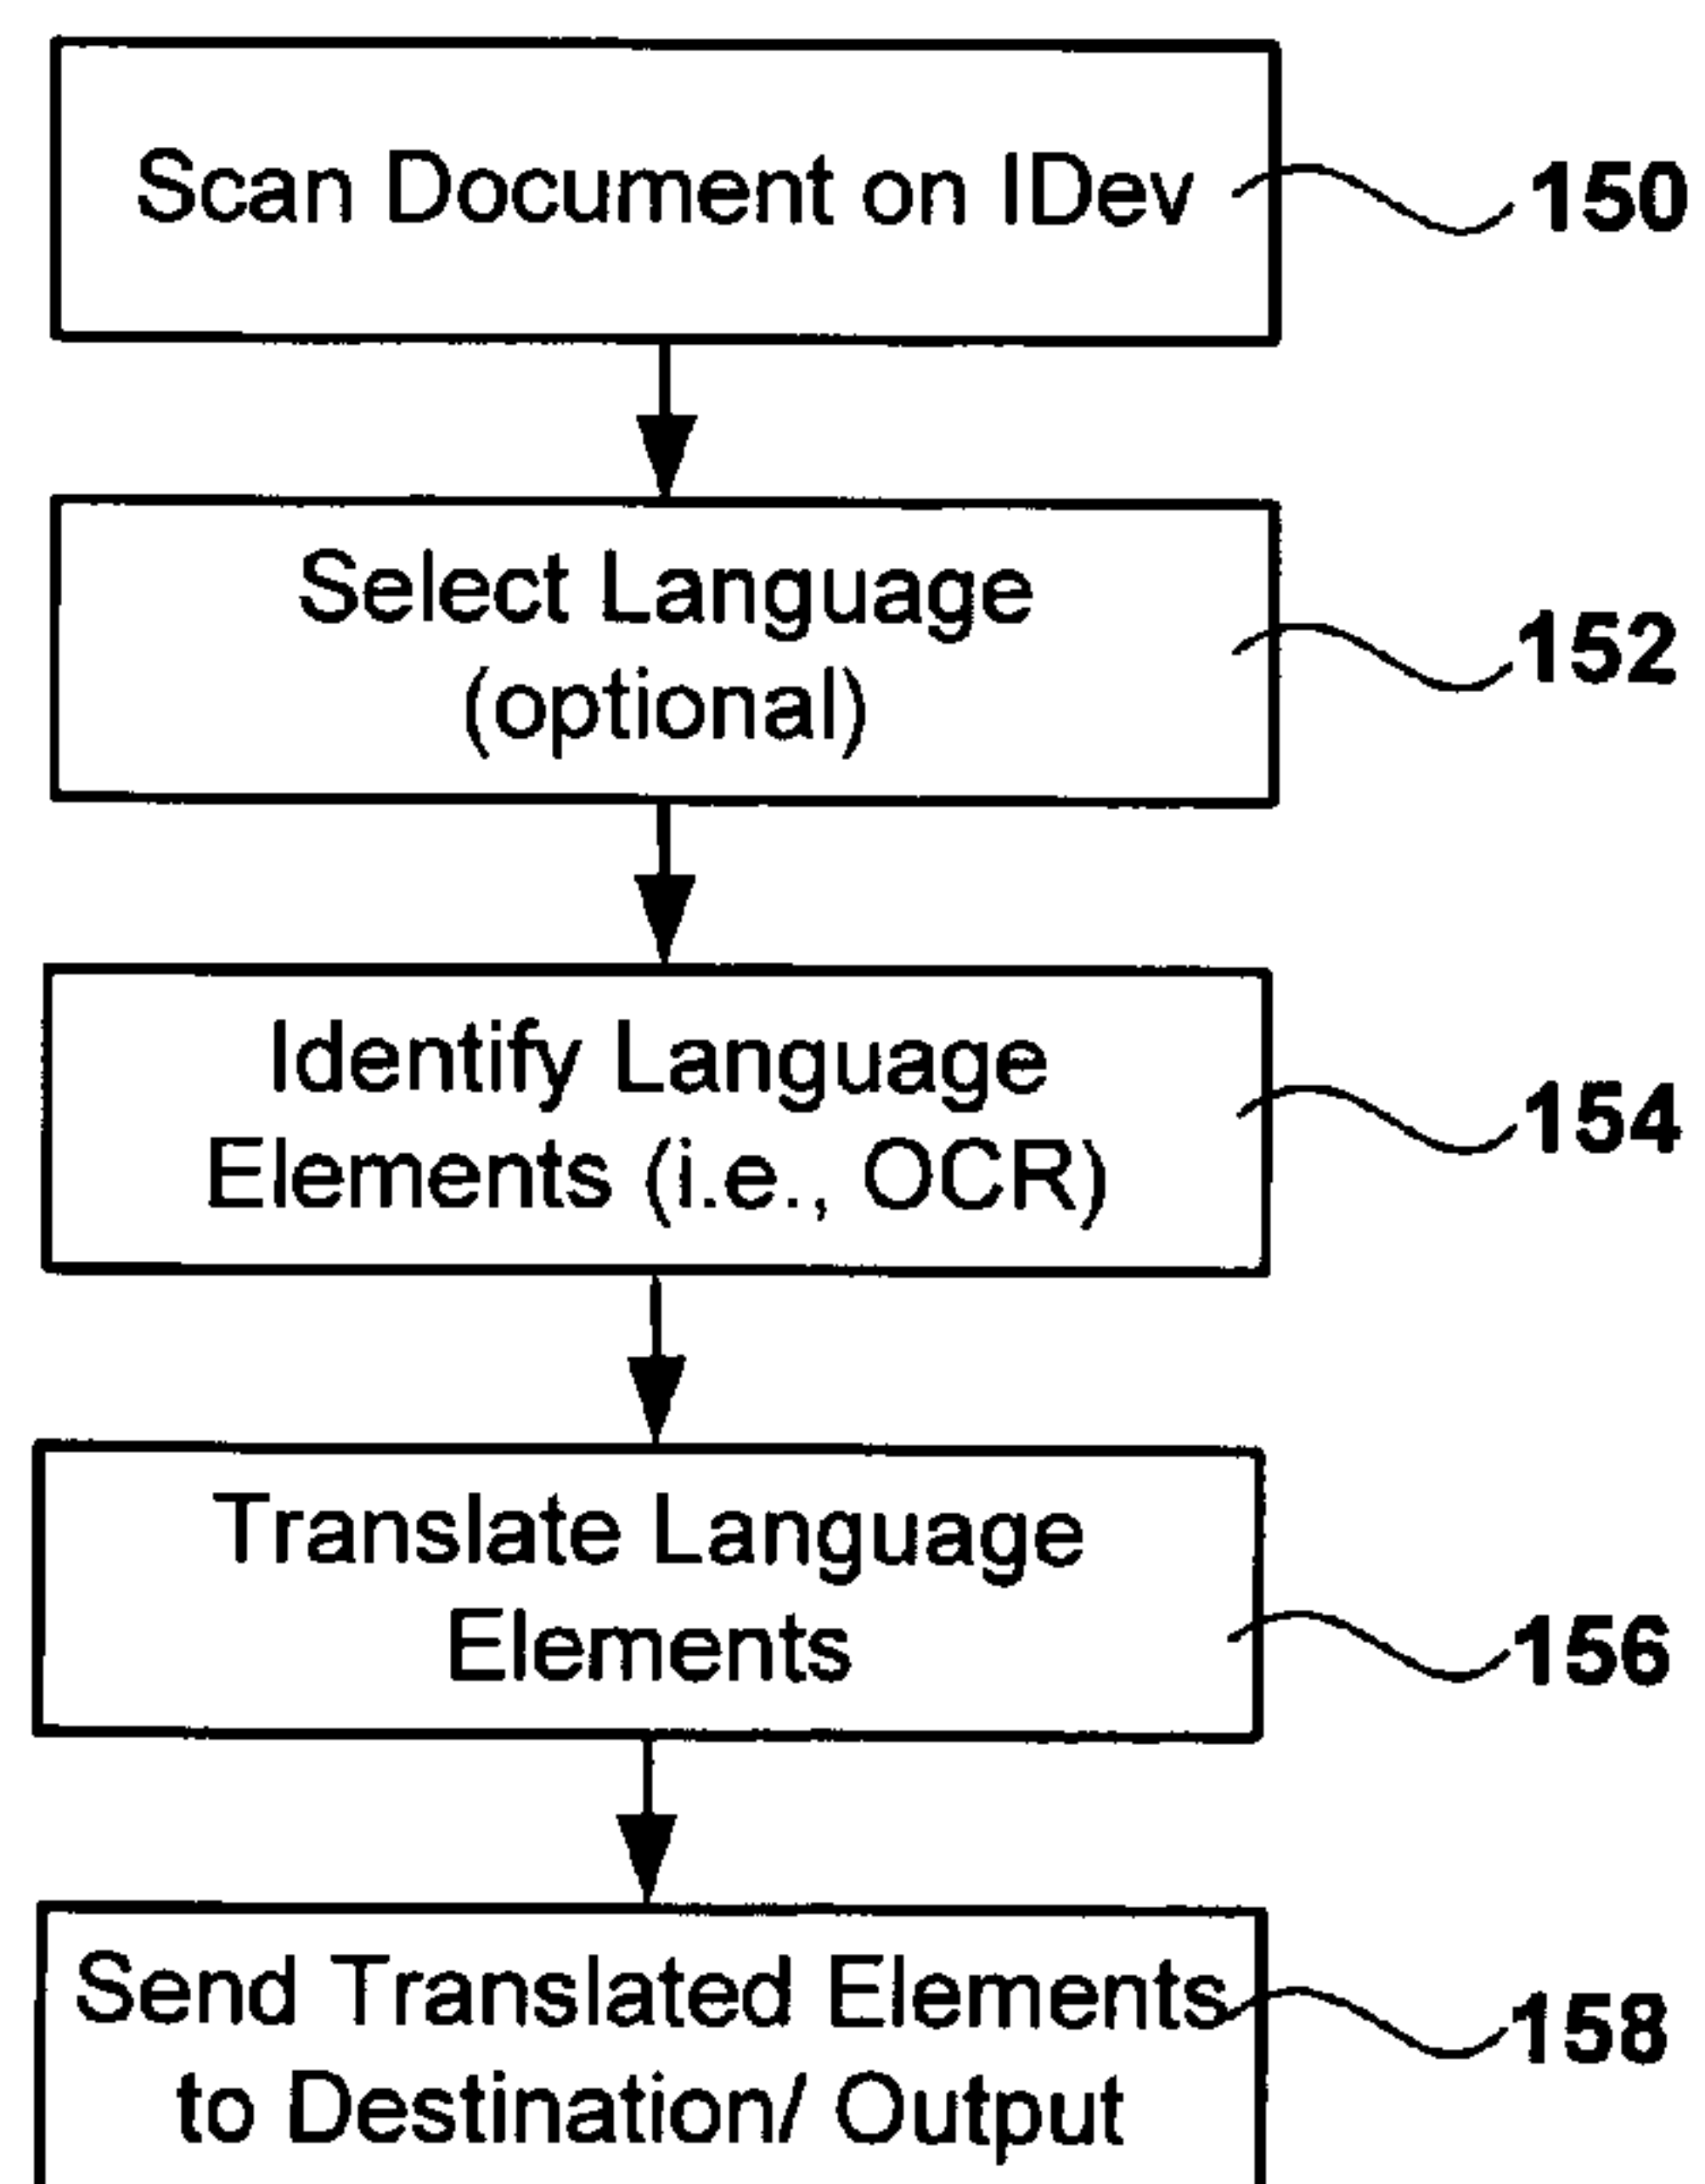 Scan Document on IDev
150
Select Language
(optional)
152
Identify Language
Elements (i.e., OCR)
154
Translate Language
Elements
156
Send Translated Elements
to Destination/ Output
158